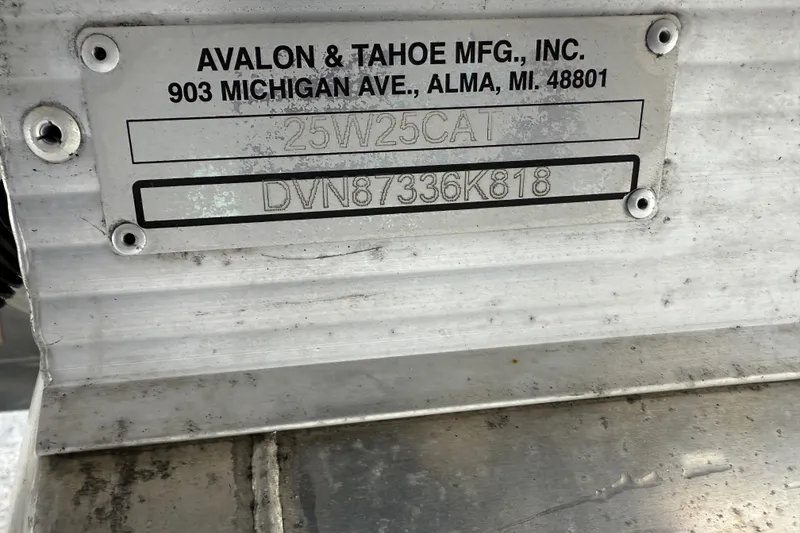 AVALON & TAHOE MFG., INC.
903 MICHIGAN AVE., ALMA, MI. 48801
25W25CAT
DVN87336K818